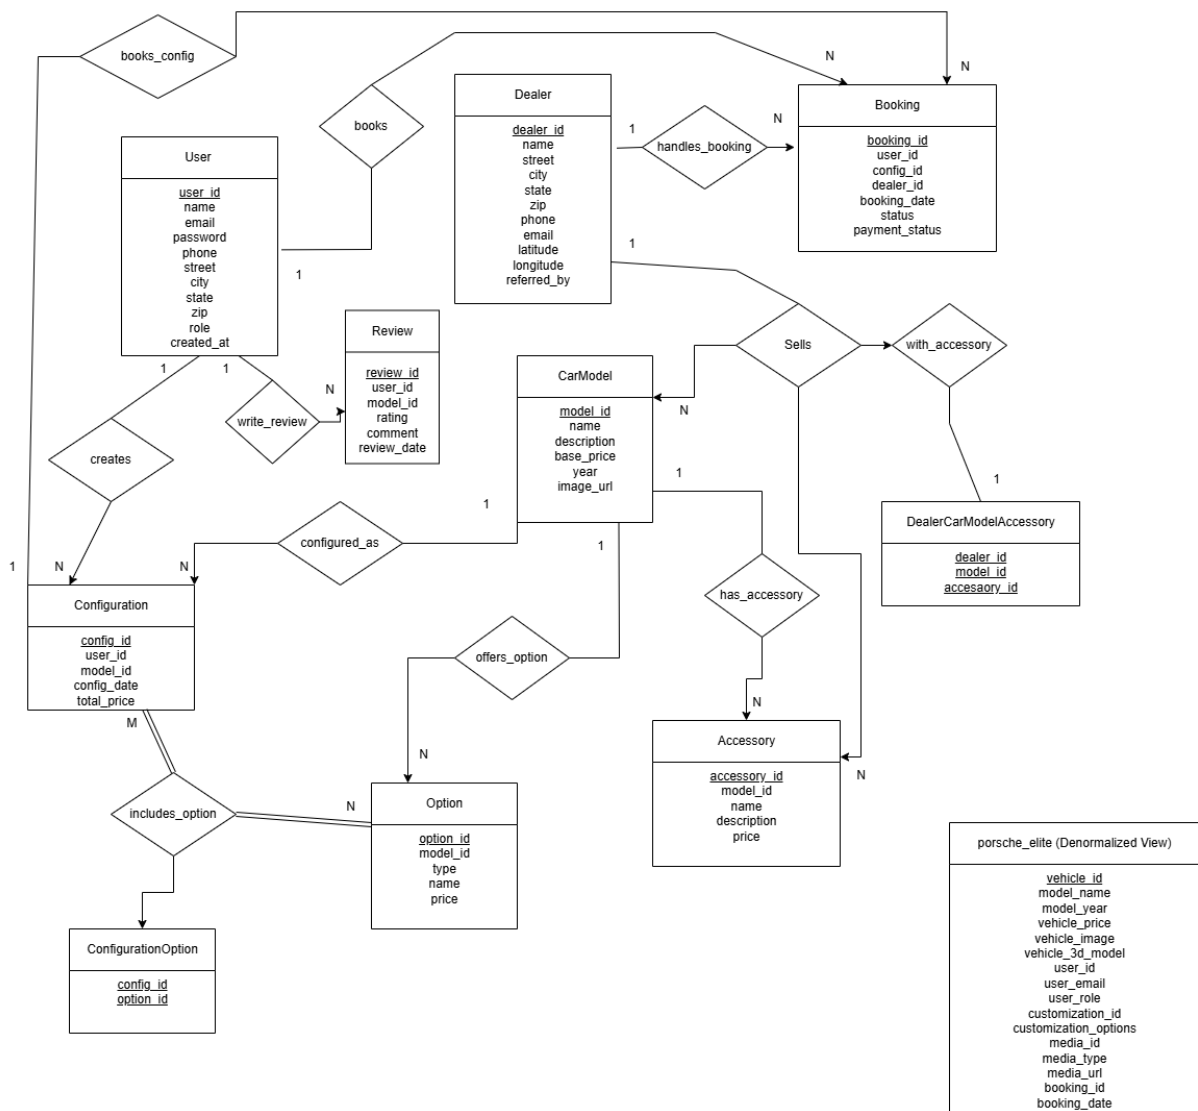 books_config
N
N
books
Dealer
dealer_id
name
street
city
state
zip
phone
email
latitude
longitude
referred_by
1
handles_booking
N
Booking
booking_id
user_id
config_id
dealer_id
booking_date
status
payment_status
User
user_id
name
email
password
phone
street
city
state
zip
role
created_at
1
1
Review
review_id
user_id
model_id
rating
comment
review_date
1
1
write_review
N
creates
N
CarModel
model_id
name
description
base_price
year
image_url
N
Sells
with_accessory
1
DealerCarModelAccessory
dealer_id
model_id
accesaory_id
1
configured_as
N
1
1
1
has_accessory
N
N
Configuration
config_id
user_id
model_id
config_date
total_price
M
offers_option
N
Accessory
accessory_id
model_id
name
description
price
includes_option
N
Option
option_id
model_id
type
name
price
ConfigurationOption
config_id
option_id
porsche_elite (Denormalized View)
vehicle_id
model_name
model_year
vehicle_price
vehicle_image
vehicle_3d_model
user_id
user_email
user_role
customization_id
customization_options
media_id
media_type
media_url
booking_id
booking_date